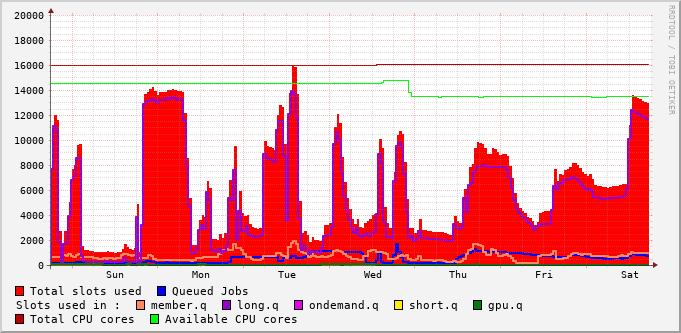 20000
18000
16000
14000
12000
10000
8000
6000
4000
2000
0
Sun Mon Tue Wed Thu Fri Sat
RRDTOOL / TOBI OETIKER
Total slots used Queued Jobs
Slots used in : member.q long.q ondemand.q short.q gpu.q
Total CPU cores Available CPU cores